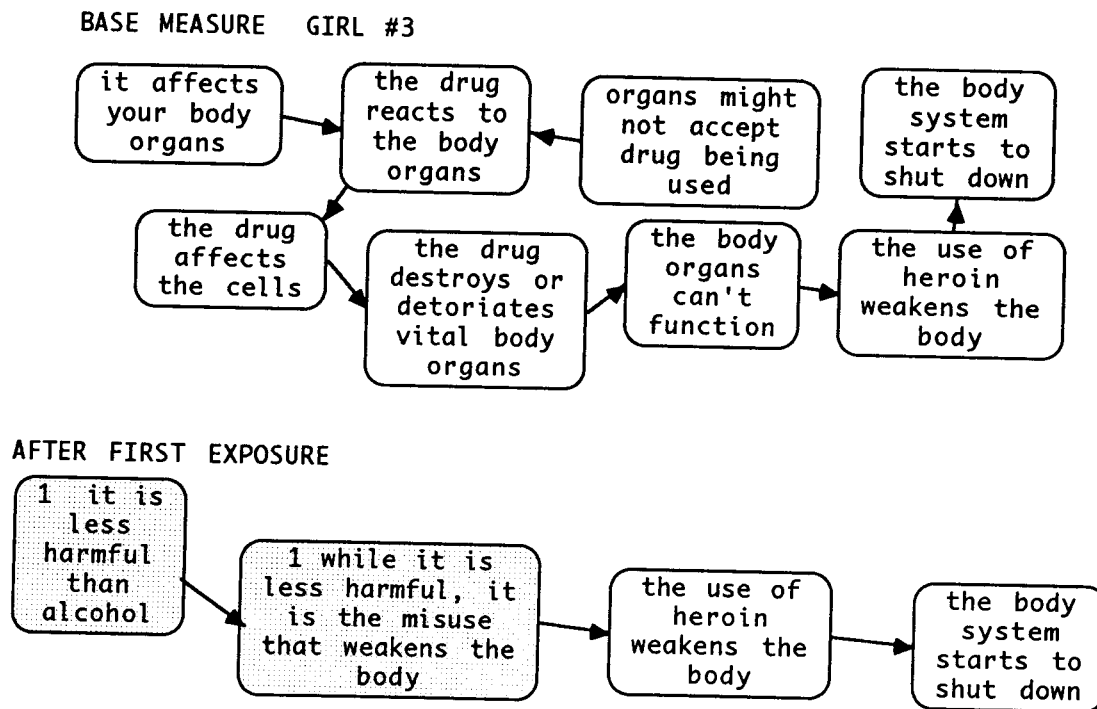 BASE MEASURE GIRL #3
it affects
your body
organs
the drug
reacts to
the body
organs
organs might
not accept
drug being
used
the body
system
starts to
shut down
the drug
affects
the cells
the drug
destroys or
detoriates
vital body
organs
the body
organs
can't
function
the use of
heroin
weakens the
body
AFTER FIRST EXPOSURE
1 it is
less
harmful
than
alcohol
1 while it is
less harmful, it
is the misuse
that weakens the
body
the use of
heroin
weakens the
body
the body
system
starts to
shut down